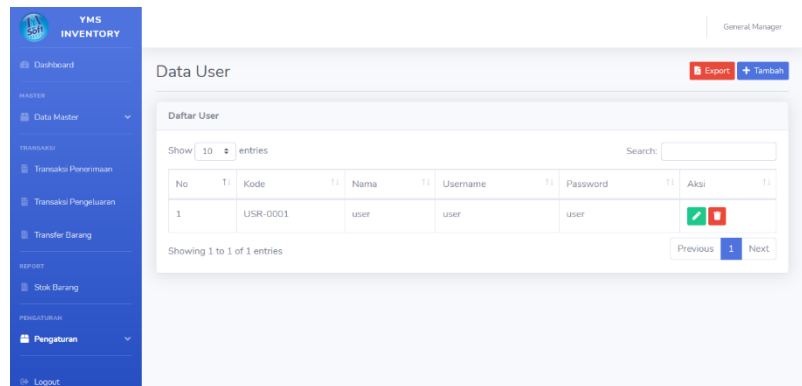 YMS
INVENTORY
Soft
General Manager
Dashboard
MASTER
Data Master
TRANSAKSI
Transaksi Penerimaan
Transaksi Pengeluaran
Transfer Barang
REPORT
Stok Barang
PENGATURAN
Pengaturan
Logout
Data User
Export
+ Tambah
Daftar User
Show 10 entries
Search:
No Kode Nama Username Password Aksi
1 USR-0001 user user user
Showing 1 to 1 of 1 entries
Previous 1 Next